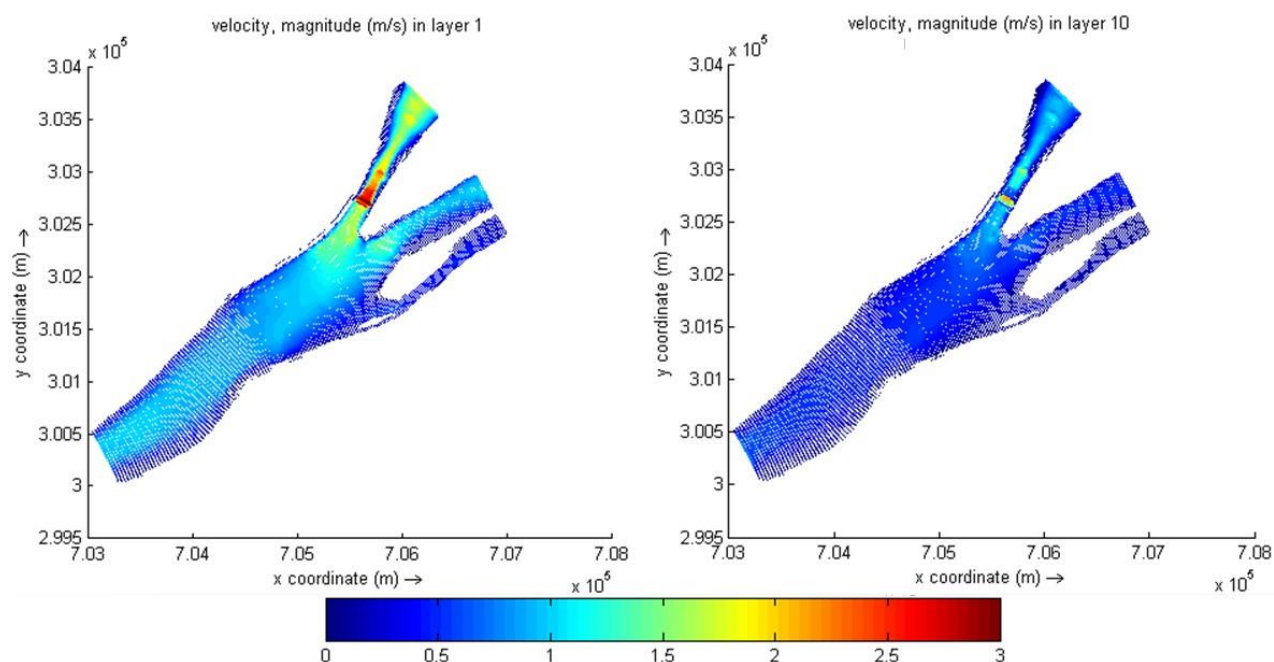 velocity, magnitude (m/s) in layer 1
x 10^5
3.04
3.035
3.03
3.025
3.02
3.015
3.01
3.005
3
2.995
y coordinate (m) →
7.03 7.04 7.05 7.06 7.07 7.08
x coordinate (m) →
x 10^5
velocity, magnitude (m/s) in layer 10
x 10^5
3.04
3.035
3.03
3.025
3.02
3.015
3.01
3.005
3
2.995
y coordinate (m) →
7.03 7.04 7.05 7.06 7.07 7.08
x coordinate (m) →
x 10^5
0 0.5 1 1.5 2 2.5 3